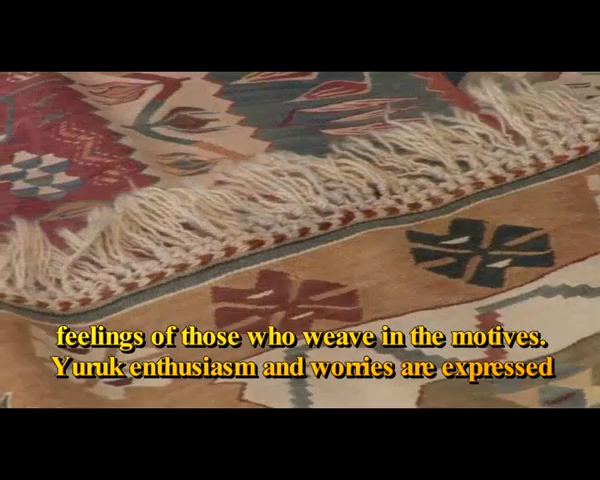 feelings of those who weave in the motives.
Yuruk enthusiasm and worries are expressed